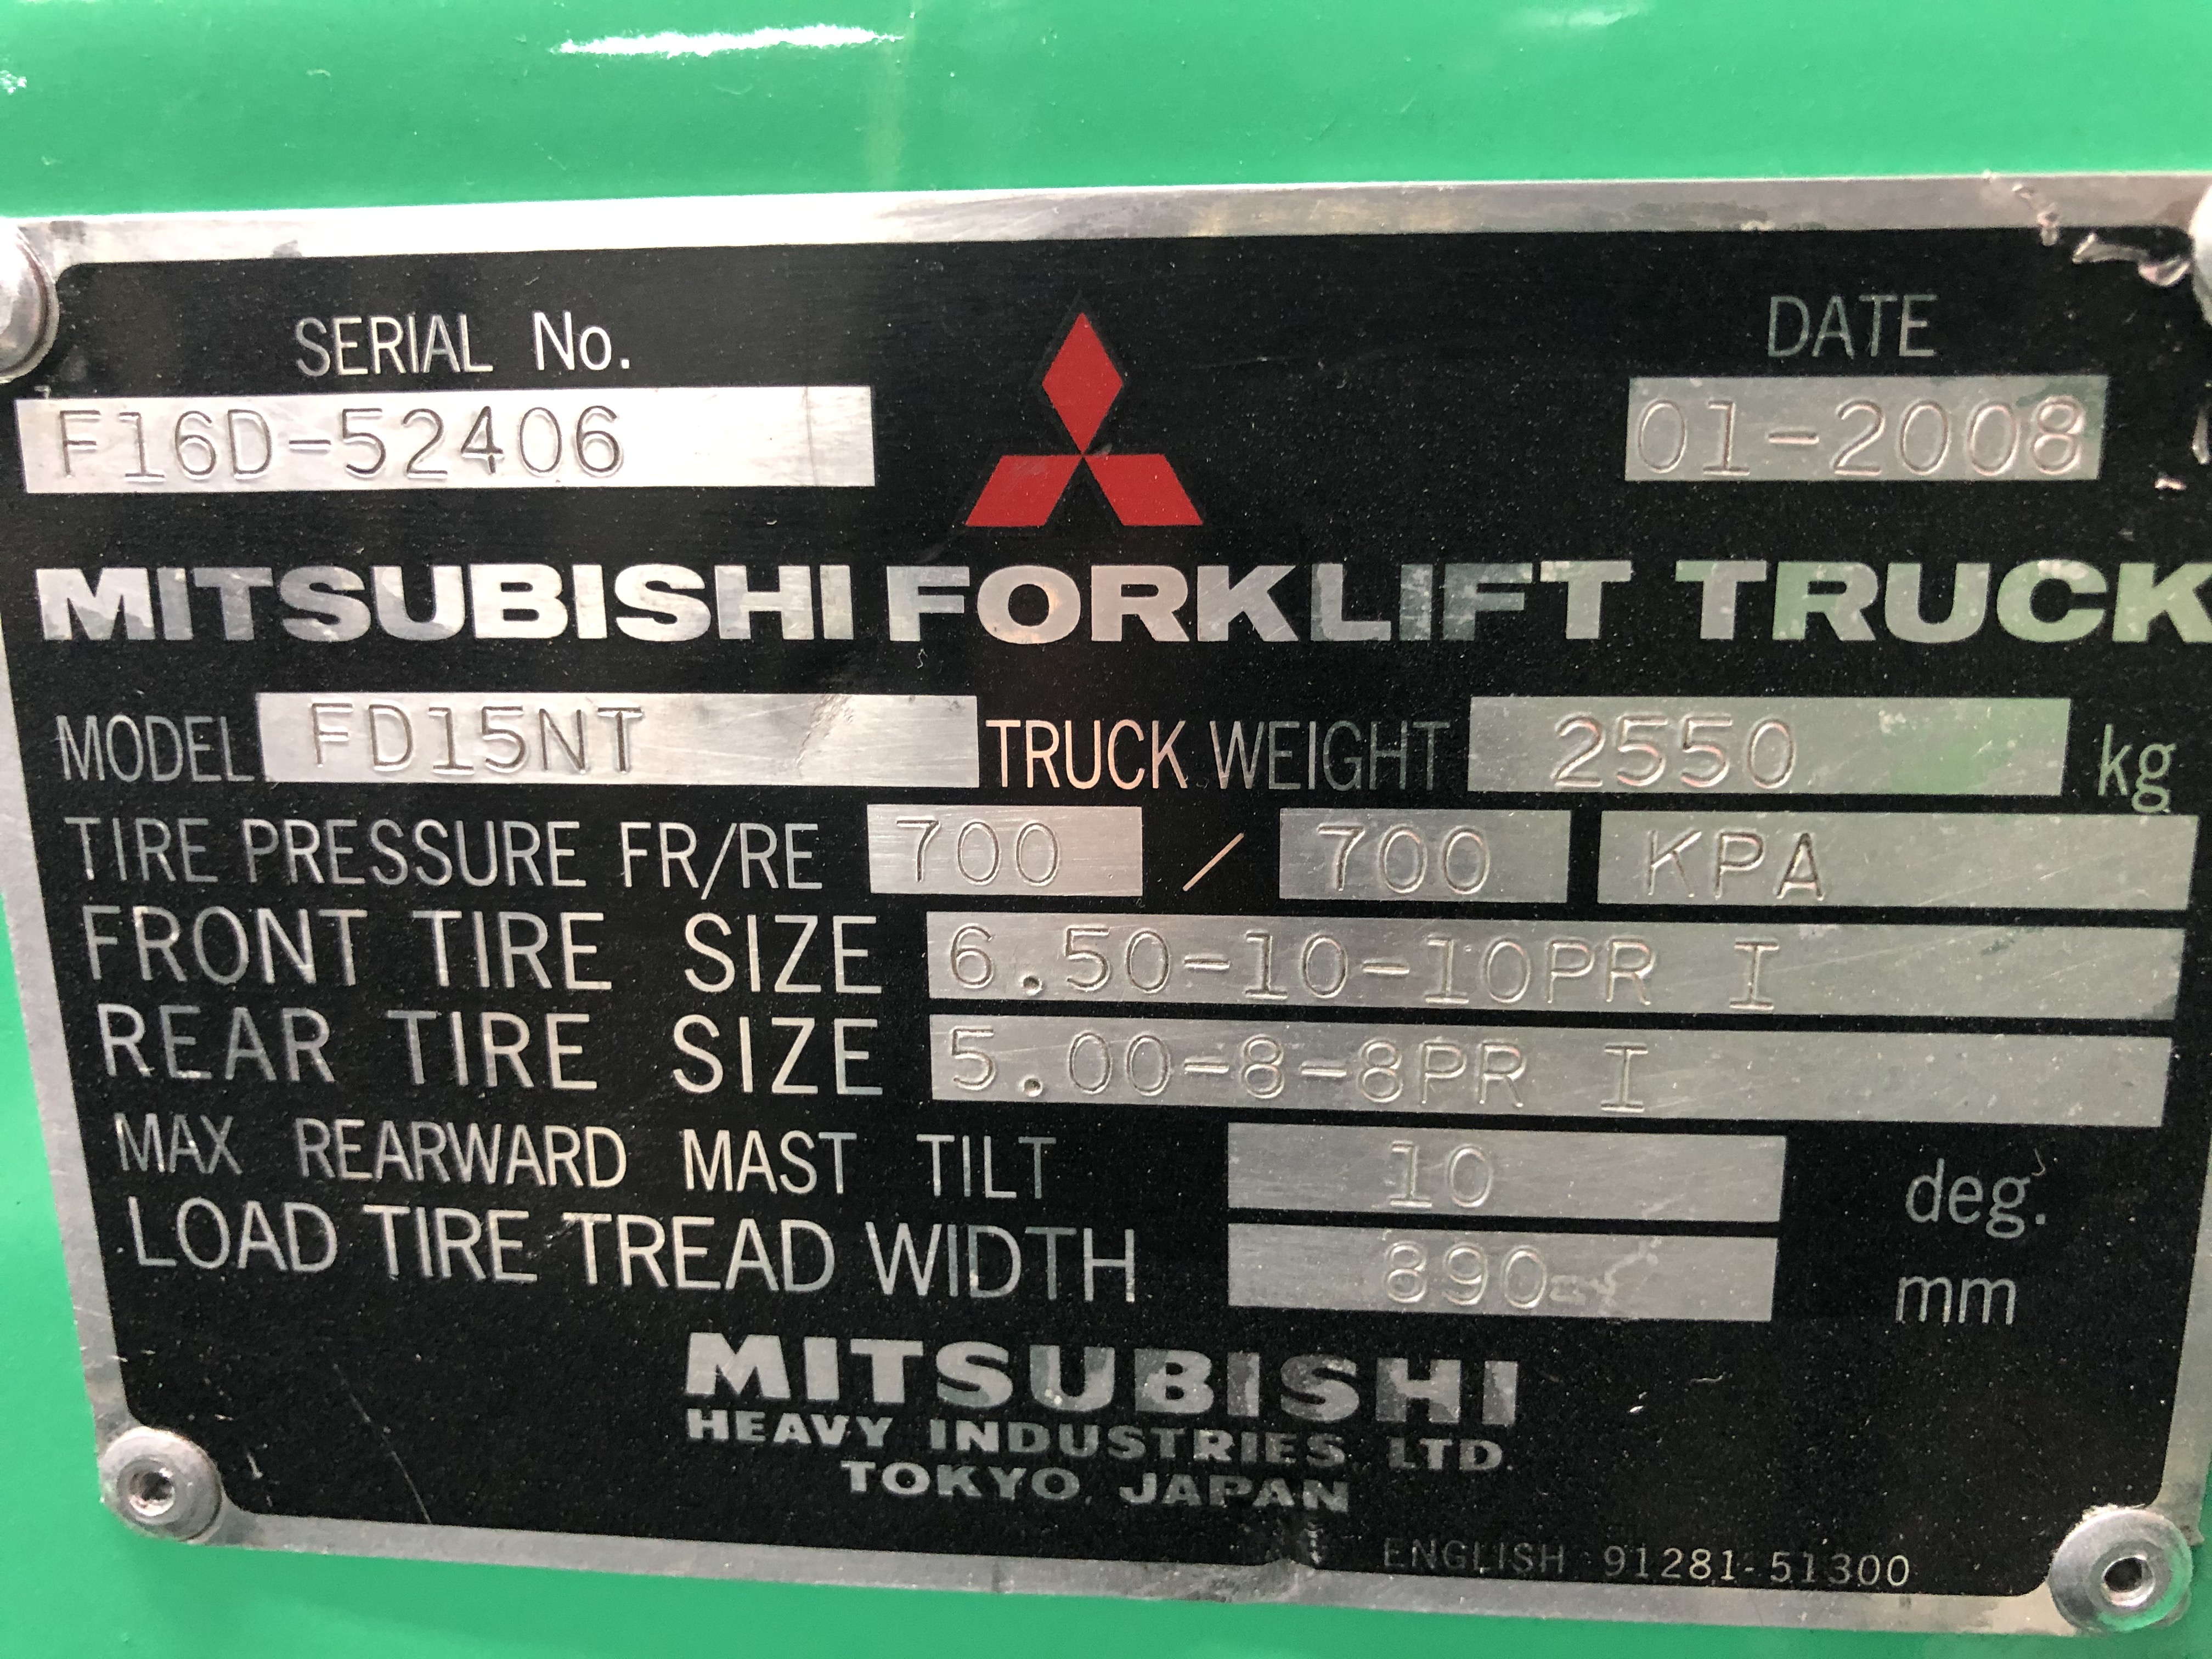 SERIAL No. DATE
F16D-52406 01-2008
MITSUBISHI FORKLIFT TRUCK
MODEL FD15NT TRUCK WEIGHT 2550 kg
TIRE PRESSURE FR/RE 700 / 700 KPA
FRONT TIRE SIZE 6.50-10-10PR I
REAR TIRE SIZE 5.00-8-8PR I
MAX REARWARD MAST TILT 10 deg.
LOAD TIRE TREAD WIDTH 890 mm
MITSUBISHI
HEAVY INDUSTRIES, LTD.
TOKYO, JAPAN
ENGLISH 91281-51300